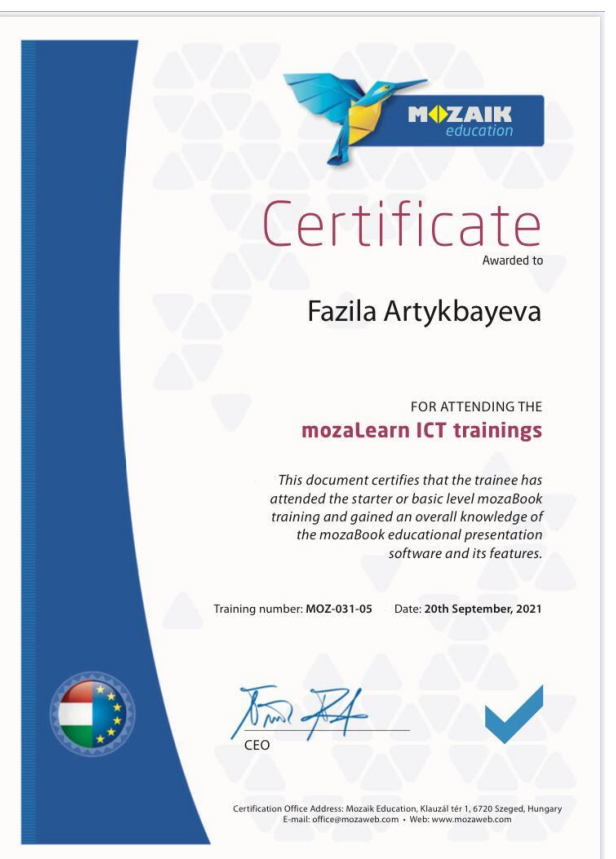 MOZAIK
education
Certificate
Awarded to
Fazila Artykbayeva
FOR ATTENDING THE
mozaLearn ICT trainings
This document certifies that the trainee has
attended the starter or basic level mozaBook
training and gained an overall knowledge of
the mozaBook educational presentation
software and its features.
Training number: MOZ-031-05 Date: 20th September, 2021
CEO
Certification Office Address: Mozaik Education, Klauzál tér 1, 6720 Szeged, Hungary
E-mail: office@mozaweb.com • Web: www.mozaweb.com